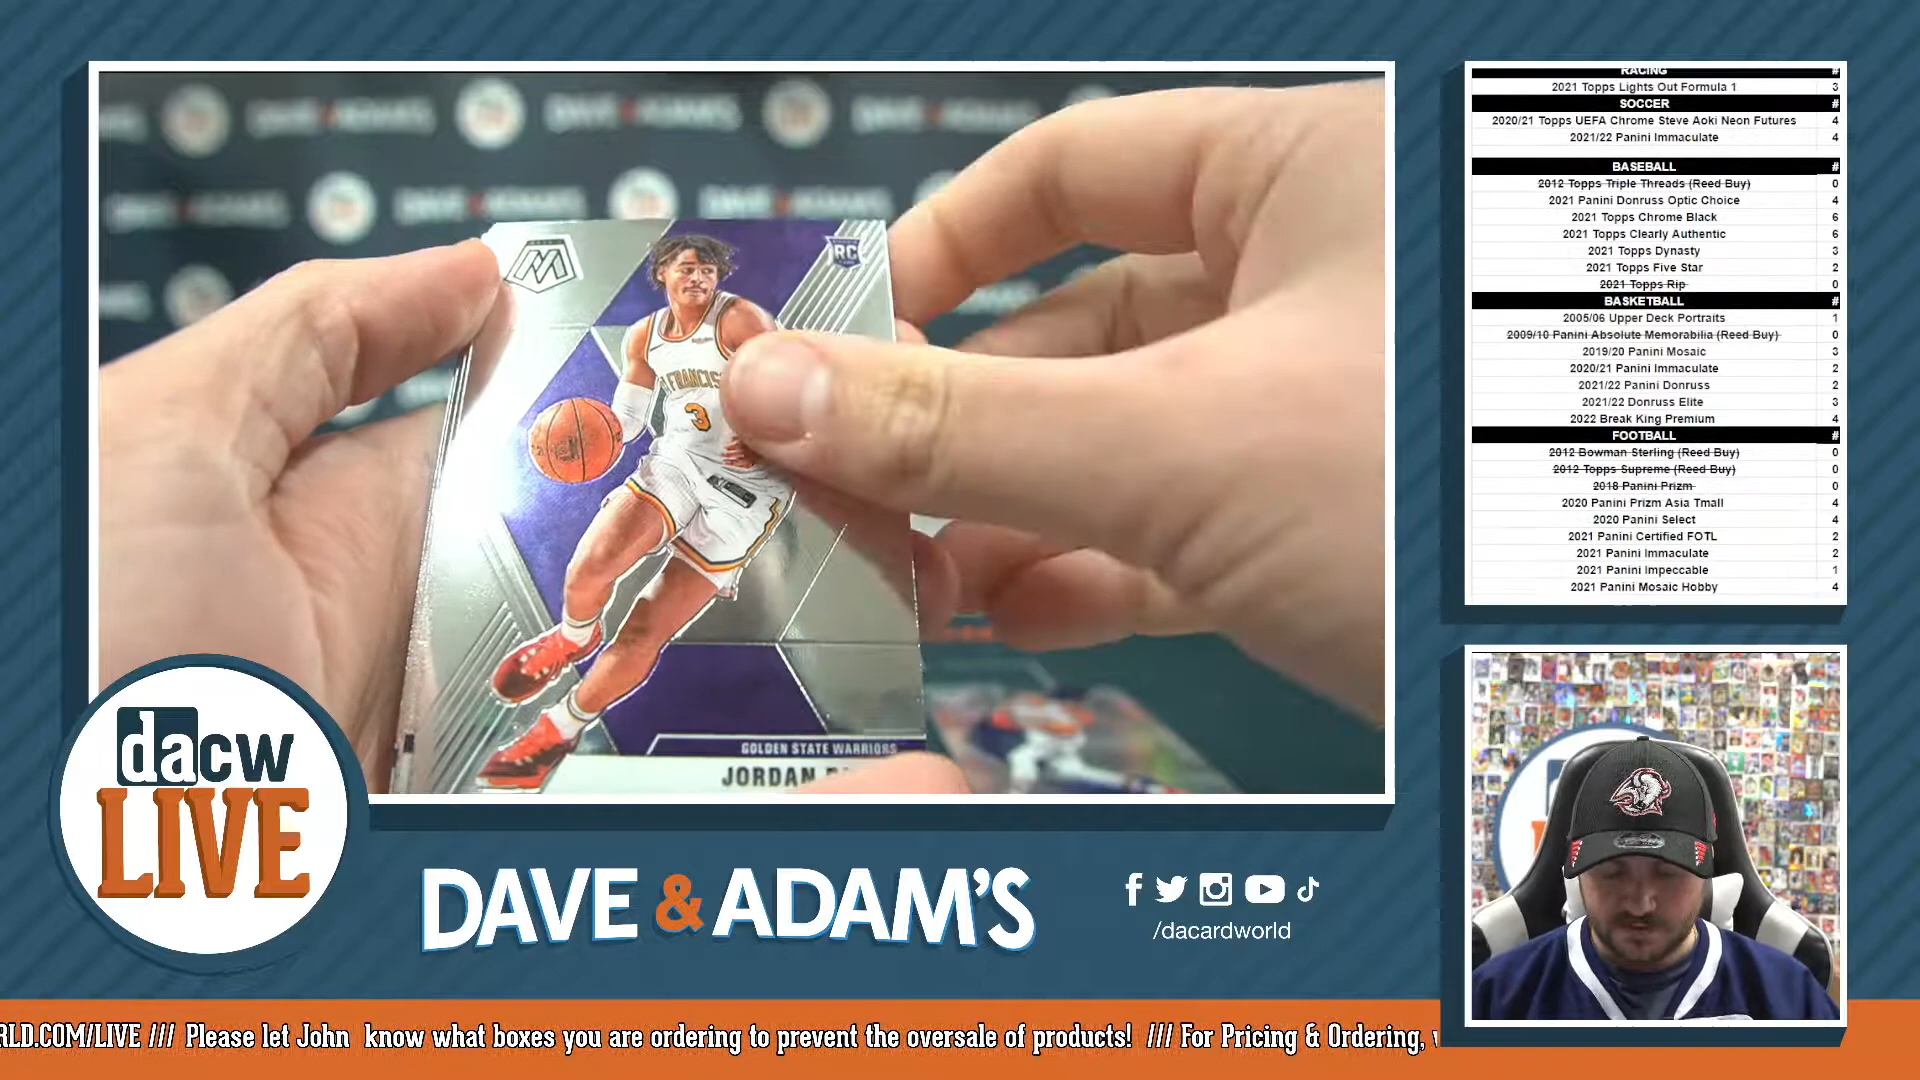 RC
FRANCIS
3
GOLDEN STATE WARRIORS
JORDAN
RACING #
2021 Topps Lights Out Formula 1 3
SOCCER #
2020/21 Topps UEFA Chrome Steve Aoki Neon Futures 4
2021/22 Panini Immaculate 4
BASEBALL #
2012 Topps Triple Threads (Reed Buy) 0
2021 Panini Donruss Optic Choice 4
2021 Topps Chrome Black 6
2021 Topps Clearly Authentic 6
2021 Topps Dynasty 3
2021 Topps Five Star 2
2021 Topps Rip 0
BASKETBALL #
2005/06 Upper Deck Portraits 1
2009/10 Panini Absolute Memorabilia (Reed Buy) 0
2019/20 Panini Mosaic 3
2020/21 Panini Immaculate 2
2021/22 Panini Donruss 2
2021/22 Donruss Elite 3
2022 Break King Premium 4
FOOTBALL #
2012 Bowman Sterling (Reed Buy) 0
2012 Topps Supreme (Reed Buy) 0
2018 Panini Prizm 0
2020 Panini Prizm Asia Tmall 4
2020 Panini Select 4
2021 Panini Certified FOTL 2
2021 Panini Immaculate 2
2021 Panini Impeccable 1
2021 Panini Mosaic Hobby 4
dacw
LIVE
DAVE & ADAM'S
/dacardworld
RLD.COM/LIVE /// Please let John know what boxes you are ordering to prevent the oversale of products! /// For Pricing & Ordering,